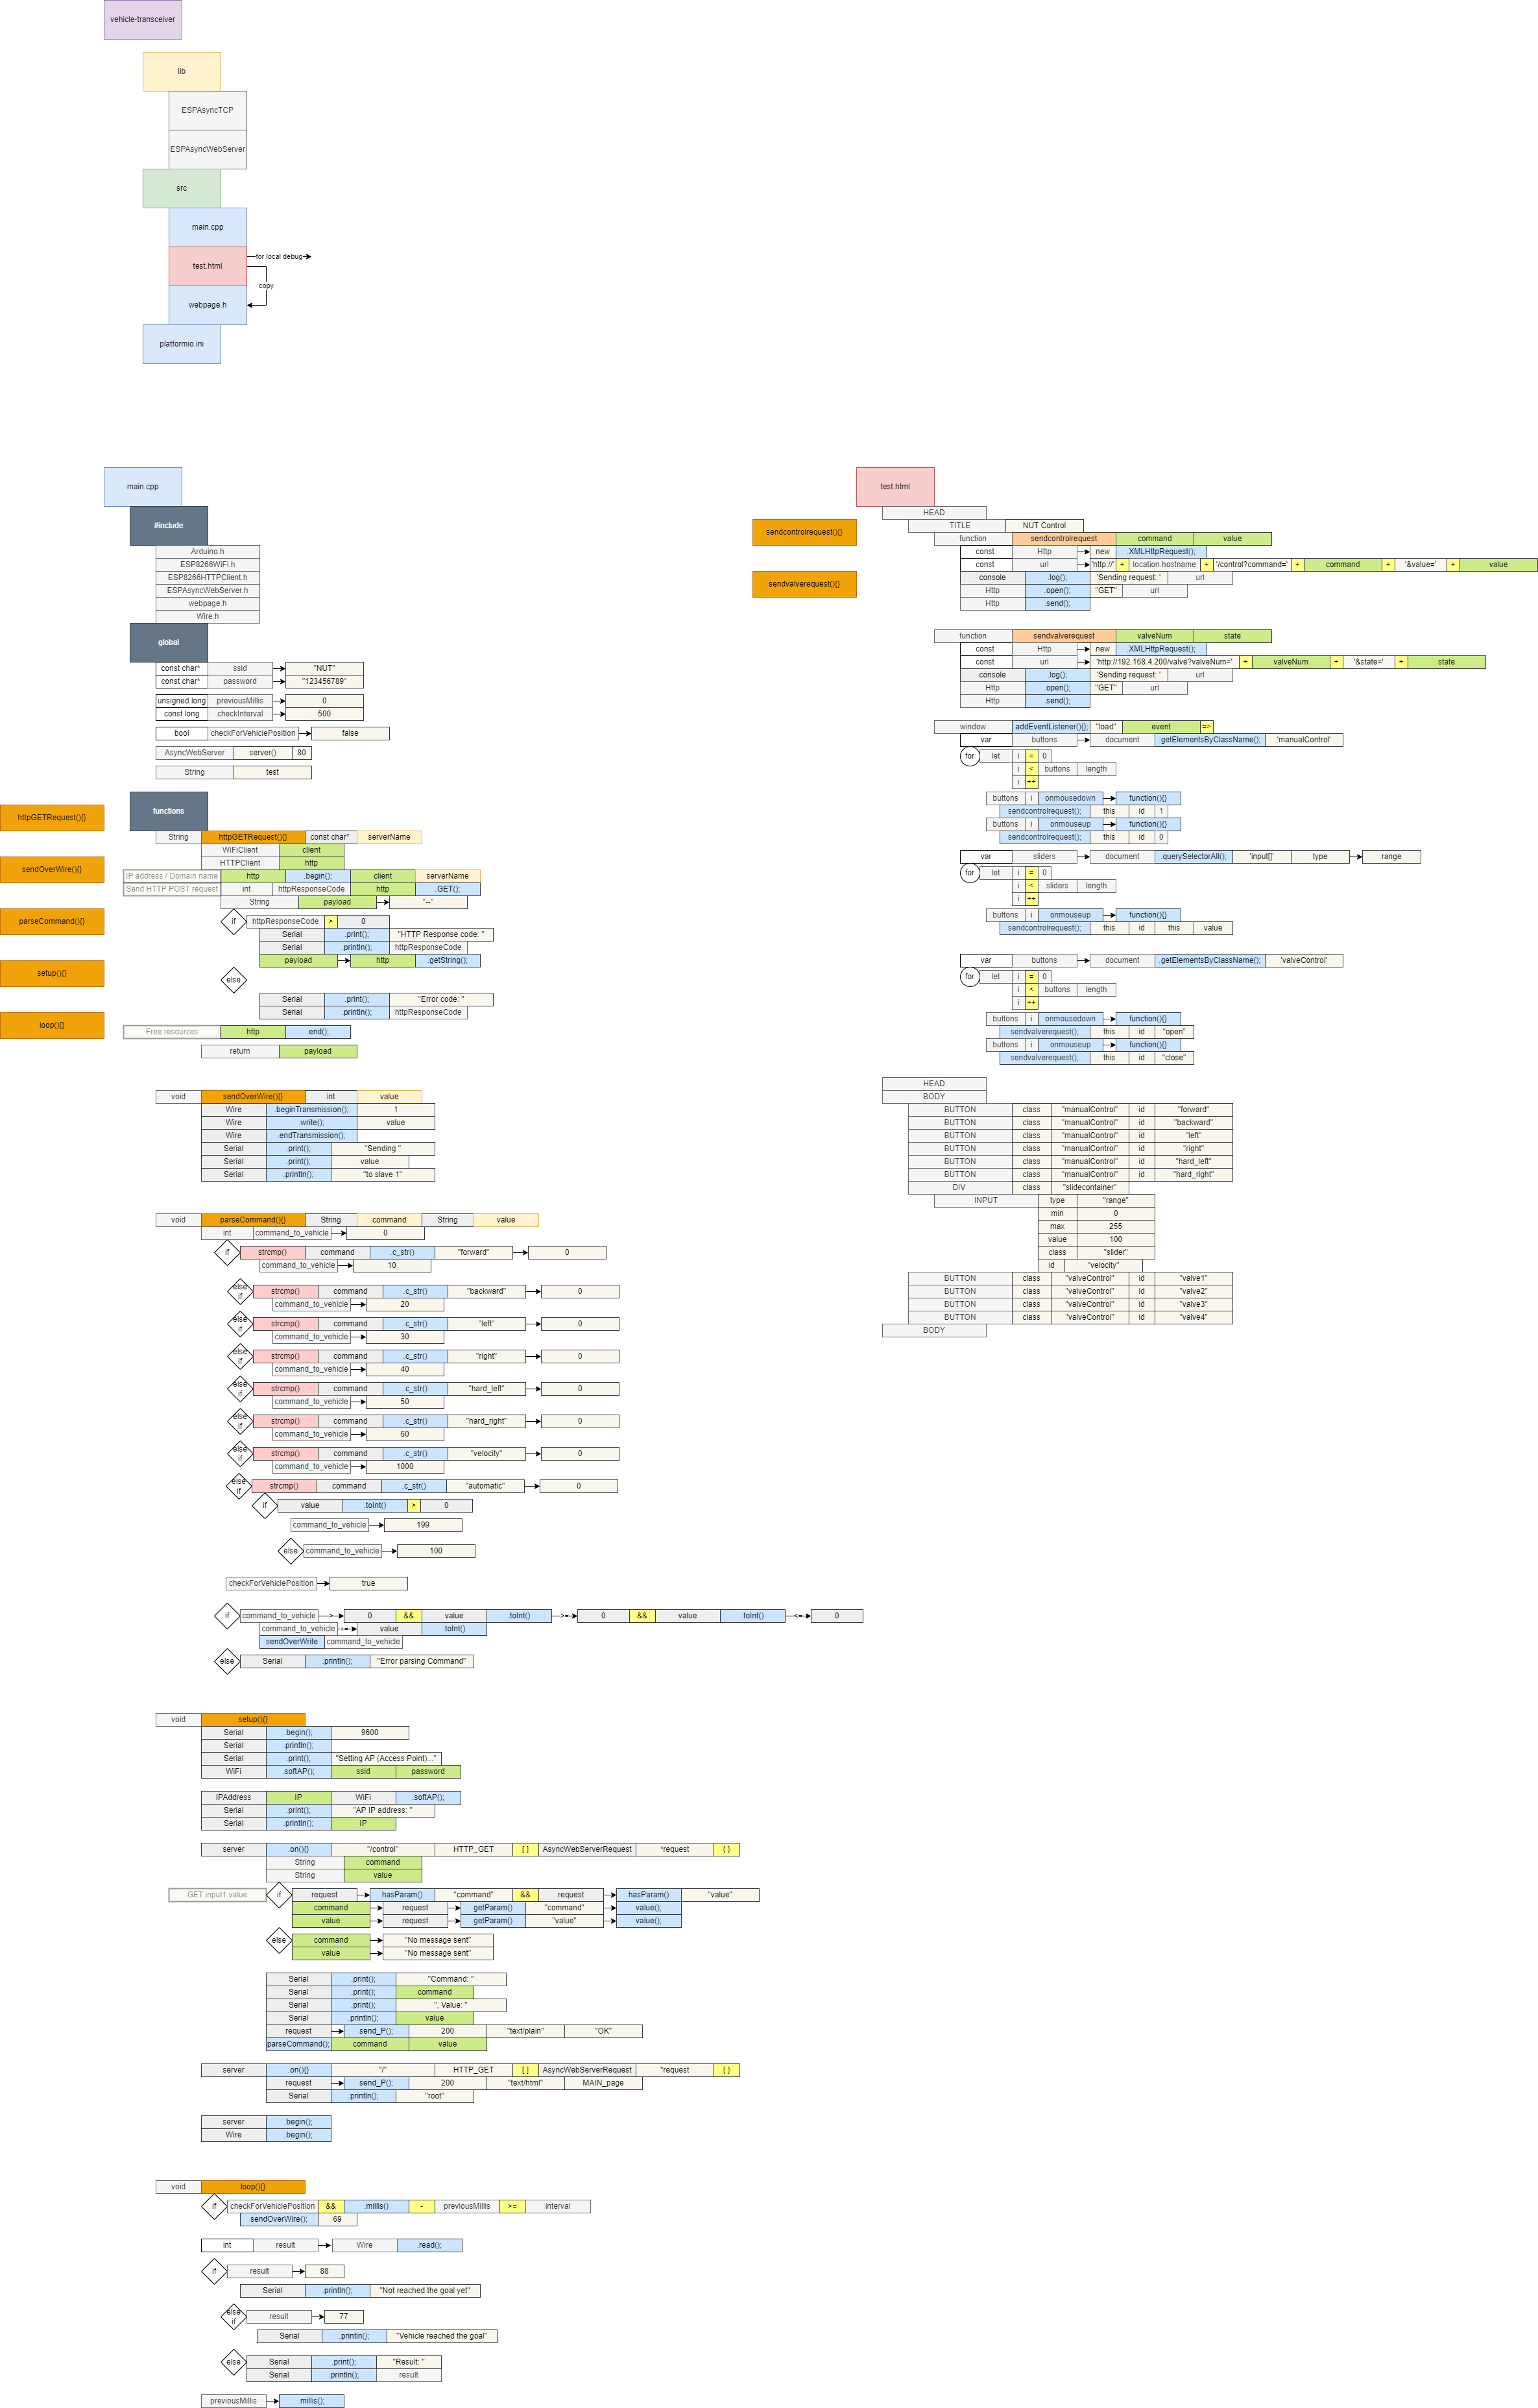 vehicle-transceiver
lib
ESPAsyncTCP
ESPAsyncWebServer
src
main.cpp
test.html
for local debug
copy
webpage.h
platformio.ini
main.cpp
#include
Arduino.h
ESP8266WiFi.h
ESP8266HTTPClient.h
ESPAsyncWebServer.h
webpage.h
Wire.h
global
const char* ssid "NUT"
const char* password "123456789"
unsigned long previousMillis 0
const long checkInterval 500
bool checkForVehiclePosition false
AsyncWebServer server() 80
String test
functions
httpGETRequest(){}
sendOverWire(){}
parseCommand(){}
setup(){}
loop(){}
String httpGETRequest(){} const char* serverName
WiFiClient client
HTTPClient http
IP address / Domain name http .begin(); client serverName
Send HTTP POST request int httpResponseCode http .GET();
String payload "--"
if httpResponseCode > 0
Serial .print(); "HTTP Response code: "
Serial .println(); httpResponseCode
payload http .getString();
else
Serial .print(); "Error code: "
Serial .println(); httpResponseCode
Free resources http .end();
return payload
void sendOverWire(){} int value
Wire .beginTransmission(); 1
Wire .write(); value
Wire .endTransmission();
Serial .print(); "Sending "
Serial .print(); value
Serial .println(); "to slave 1"
void parseCommand(){} String command String value
int command_to_vehicle 0
if strcmp() command .c_str() "forward" 0
command_to_vehicle 10
else if strcmp() command .c_str() "backward" 0
command_to_vehicle 20
else if strcmp() command .c_str() "left" 0
command_to_vehicle 30
else if strcmp() command .c_str() "right" 0
command_to_vehicle 40
else if strcmp() command .c_str() "hard_left" 0
command_to_vehicle 50
else if strcmp() command .c_str() "hard_right" 0
command_to_vehicle 60
else if strcmp() command .c_str() "velocity" 0
command_to_vehicle 1000
else if strcmp() command .c_str() "automatic" 0
if value .toInt() > 0
command_to_vehicle 199
else command_to_vehicle 100
checkForVehiclePosition true
if command_to_vehicle >= 0 && value .toInt() >= 0 && value .toInt() <= 0
command_to_vehicle += value .toInt()
sendOverWrite command_to_vehicle
else Serial .println(); "Error parsing Command"
void setup(){}
Serial .begin(); 9600
Serial .println();
Serial .print(); "Setting AP (Access Point)..."
WiFi .softAP(); ssid password
IPAddress IP WiFi .softAP();
Serial .print(); "AP IP address: "
Serial .println(); IP
server .on(){} "/control" HTTP_GET [ ] AsyncWebServerRequest *request { }
String command
String value
GET input1 value if request hasParam() "command" && request hasParam() "value"
command request getParam() "command" value();
value request getParam() "value" value();
else command "No message sent"
value "No message sent"
Serial .print(); "Command: "
Serial .print(); command
Serial .print(); ", Value: "
Serial .println(); value
request send_P(); 200 "text/plain" "OK"
parseCommand(); command value
server .on(){} "/" HTTP_GET [ ] AsyncWebServerRequest *request { }
request send_P(); 200 "text/html" MAIN_page
Serial .println(); "root"
server .begin();
Wire .begin();
void loop(){}
if checkForVehiclePosition && .millis() - previousMillis >= interval
sendOverWire(); 69
int result Wire .read();
if result 88
Serial .println(); "Not reached the goal yet"
else if result 77
Serial .println(); "Vehicle reached the goal"
else Serial .print(); "Result: "
Serial .println(); result
previousMillis .millis();
test.html
sendcontrolrequest(){}
sendvalverequest(){}
HEAD
TITLE NUT Control
function sendcontrolrequest command value
const Http new .XMLHttpRequest();
const url 'http://' + location.hostname + '/control?command=' + command + '&value=' + value
console .log(); 'Sending request: ' url
Http .open(); "GET" url
Http .send();
function sendvalverequest valveNum state
const Http new .XMLHttpRequest();
const url 'http://192.168.4.200/valve?valveNum=' + valveNum + '&state=' + state
console .log(); 'Sending request: ' url
Http .open(); "GET" url
Http .send();
window .addEventListener(){}; "load" event =>
var buttons document .getElementsByClassName(); 'manualControl'
for let i = 0
i < buttons length
i ++
buttons i onmousedown function(){}
sendcontrolrequest(); this id 1
buttons i onmouseup function(){}
sendcontrolrequest(); this id 0
var sliders document .querySelectorAll(); 'input[]' type range
for let i = 0
i < sliders length
i ++
buttons i onmouseup function(){}
sendcontrolrequest(); this id this value
var buttons document .getElementsByClassName(); 'valveControl'
for let i = 0
i < buttons length
i ++
buttons i onmousedown function(){}
sendvalverequest(); this id "open"
buttons i onmouseup function(){}
sendvalverequest(); this id "close"
HEAD
BODY
BUTTON class "manualControl" id "forward"
BUTTON class "manualControl" id "backward"
BUTTON class "manualControl" id "left"
BUTTON class "manualControl" id "right"
BUTTON class "manualControl" id "hard_left"
BUTTON class "manualControl" id "hard_right"
DIV class "slidecontainer"
INPUT type "range"
min 0
max 255
value 100
class "slider"
id "velocity"
BUTTON class "valveControl" id "valve1"
BUTTON class "valveControl" id "valve2"
BUTTON class "valveControl" id "valve3"
BUTTON class "valveControl" id "valve4"
BODY